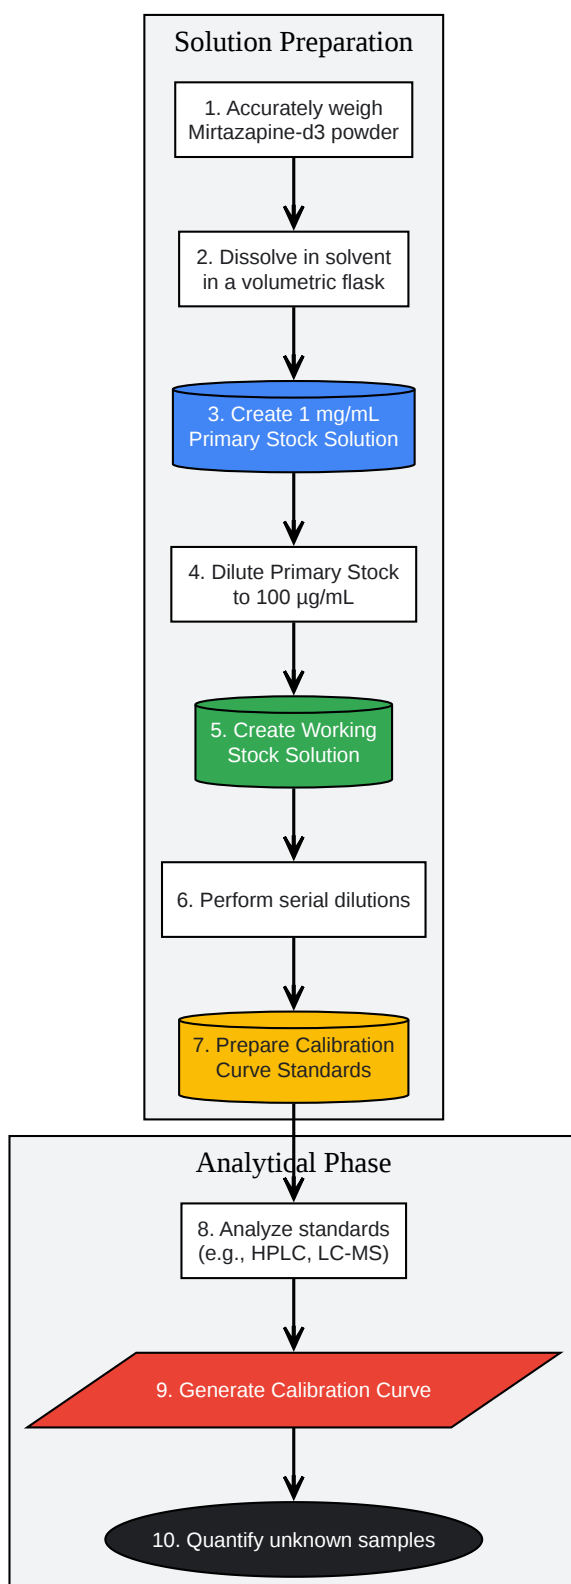 Solution Preparation
1. Accurately weigh
Mirtazapine-d3 powder
2. Dissolve in solvent
in a volumetric flask
3. Create 1 mg/mL
Primary Stock Solution
4. Dilute Primary Stock
to 100 µg/mL
5. Create Working
Stock Solution
6. Perform serial dilutions
7. Prepare Calibration
Curve Standards
Analytical Phase
8. Analyze standards
(e.g., HPLC, LC-MS)
9. Generate Calibration Curve
10. Quantify unknown samples